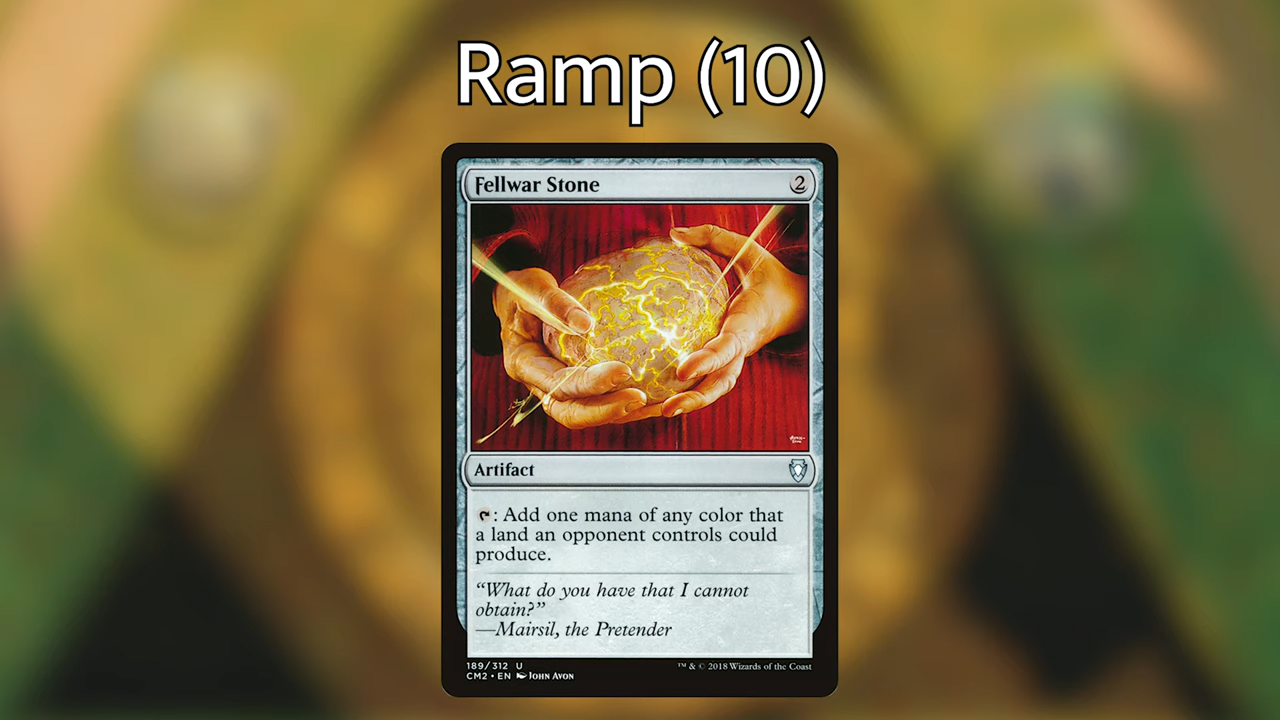 Ramp (10)
Fellwar Stone 2
Artifact
: Add one mana of any color that
a land an opponent controls could
produce.
“What do you have that I cannot
obtain?”
—Mairsil, the Pretender
189/312 U
CM2 • EN JOHN AVON
™ & © 2018 Wizards of the Coast